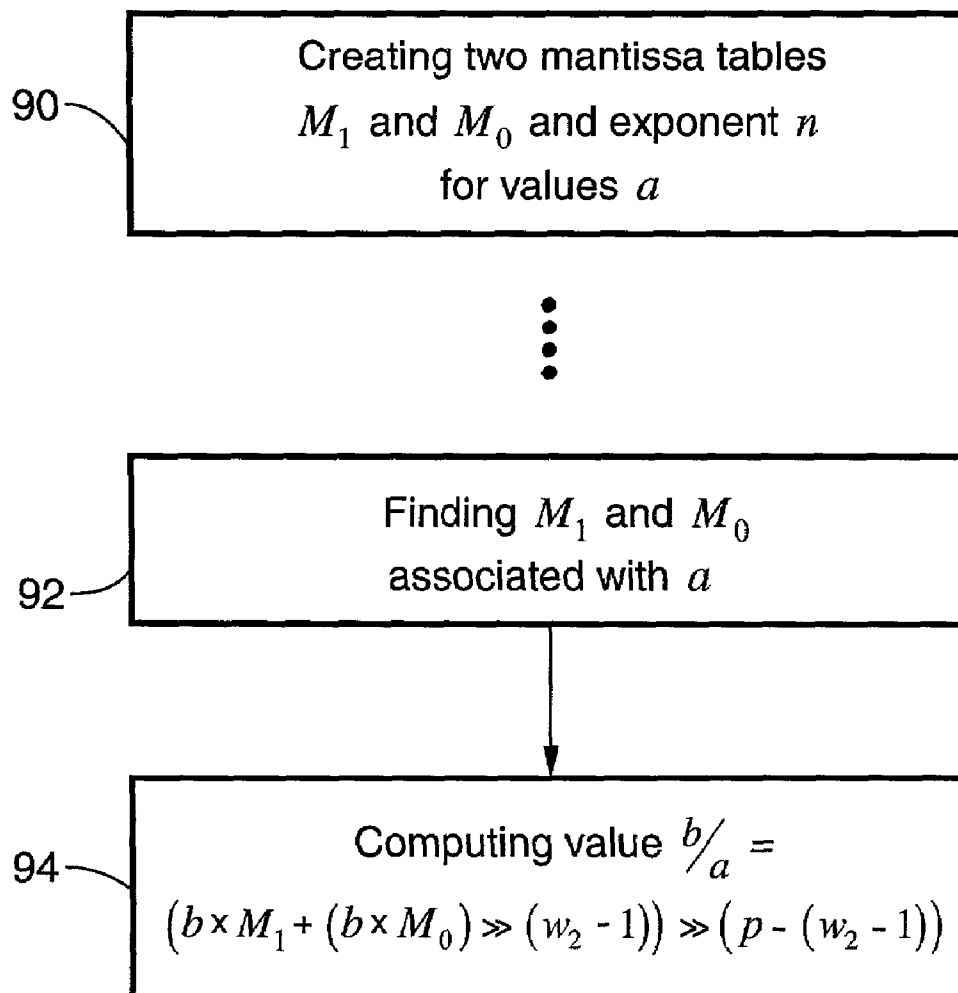 90
Creating two mantissa tables
M₁ and M₀ and exponent n
for values a
92
Finding M₁ and M₀
associated with a
94
Computing value b/a =
(b × M₁ + (b × M₀) ≫ (w₂ - 1)) ≫ (p - (w₂ - 1))